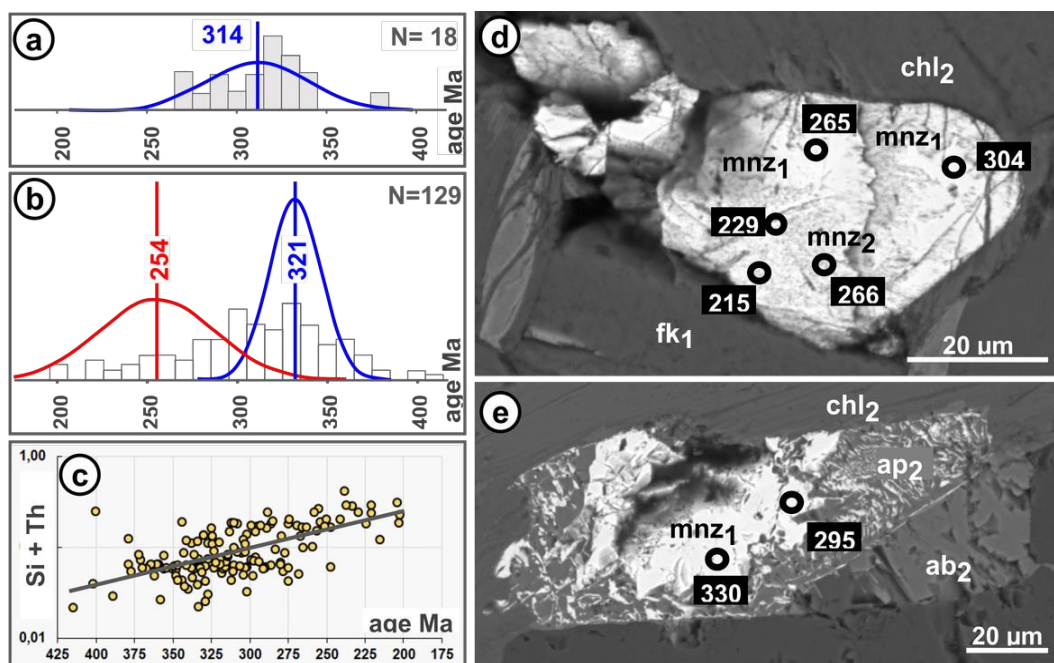 a
314
N= 18
age Ma
200
250
300
350
400
b
N=129
254
321
age Ma
200
250
300
350
400
c
Si + Th
1,00
0,01
age Ma
425 400 375 350 325 300 275 250 225 200
d
chl2
265
mnz1
mnz1
304
229
mnz2
215
266
fk1
20 µm
e
chl2
ap2
mnz1
295
330
ab2
20 µm